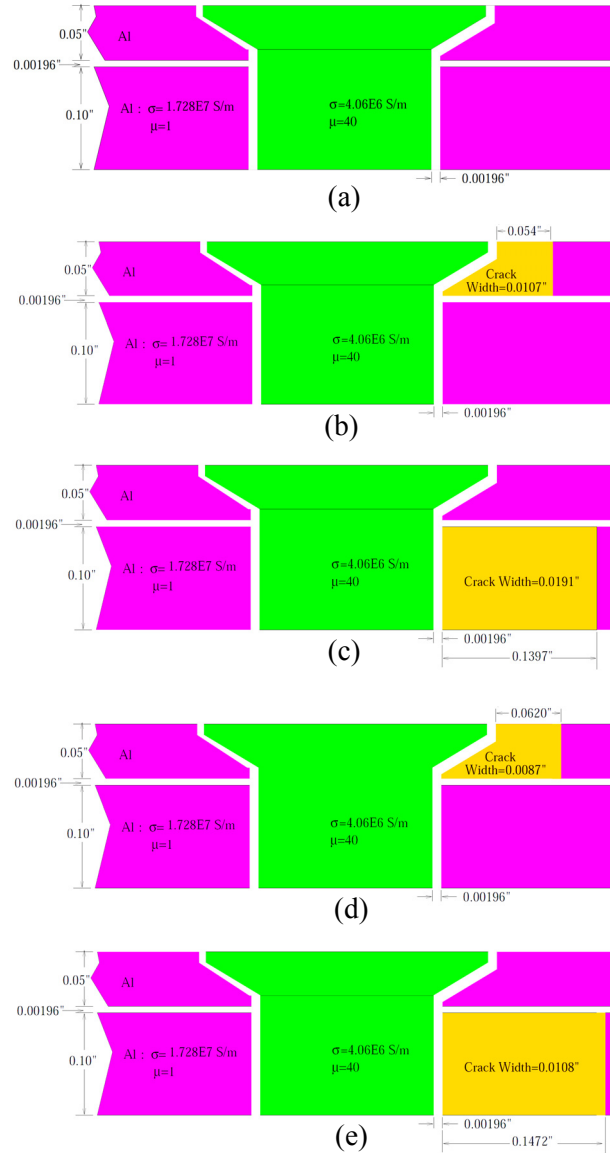 0.05"
Al
0.00196"
0.10"
Al : σ= 1.728E7 S/m
μ=1
σ=4.06E6 S/m
μ=40
0.00196"
(a)
0.054"
0.05"
Al
Crack
Width=0.0107"
0.00196"
0.10"
Al : σ= 1.728E7 S/m
μ=1
σ=4.06E6 S/m
μ=40
0.00196"
(b)
0.05"
Al
0.00196"
0.10"
Al : σ= 1.728E7 S/m
μ=1
σ=4.06E6 S/m
μ=40
Crack Width=0.0191"
0.00196"
0.1397"
(c)
0.0620"
0.05"
Al
Crack
Width=0.0087"
0.00196"
0.10"
Al : σ= 1.728E7 S/m
μ=1
σ=4.06E6 S/m
μ=40
0.00196"
(d)
0.05"
Al
0.00196"
0.10"
Al : σ= 1.728E7 S/m
μ=1
σ=4.06E6 S/m
μ=40
Crack Width=0.0108"
0.00196"
0.1472"
(e)